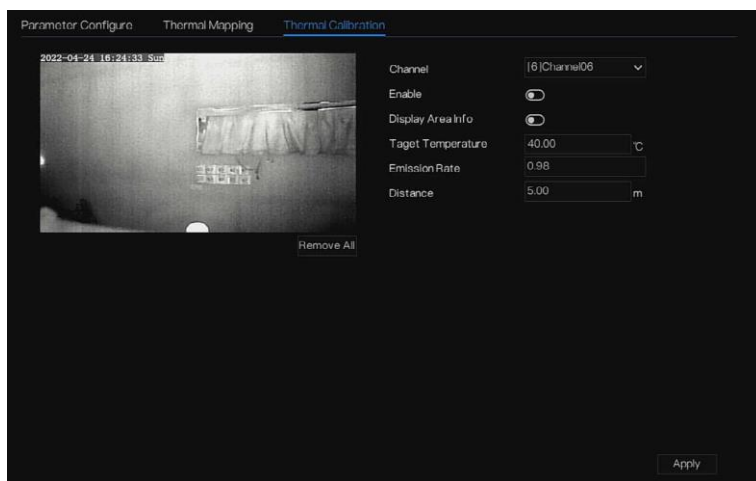 Parameter Configure Thermal Mapping Thermal Calibration
2022-04-24 16:24:33 Sun
Channel [6]Channel06
Enable
Display Area Info
Taget Temperature 40.00 °C
Emission Rate 0.98
Distance 5.00 m
Remove All
Apply